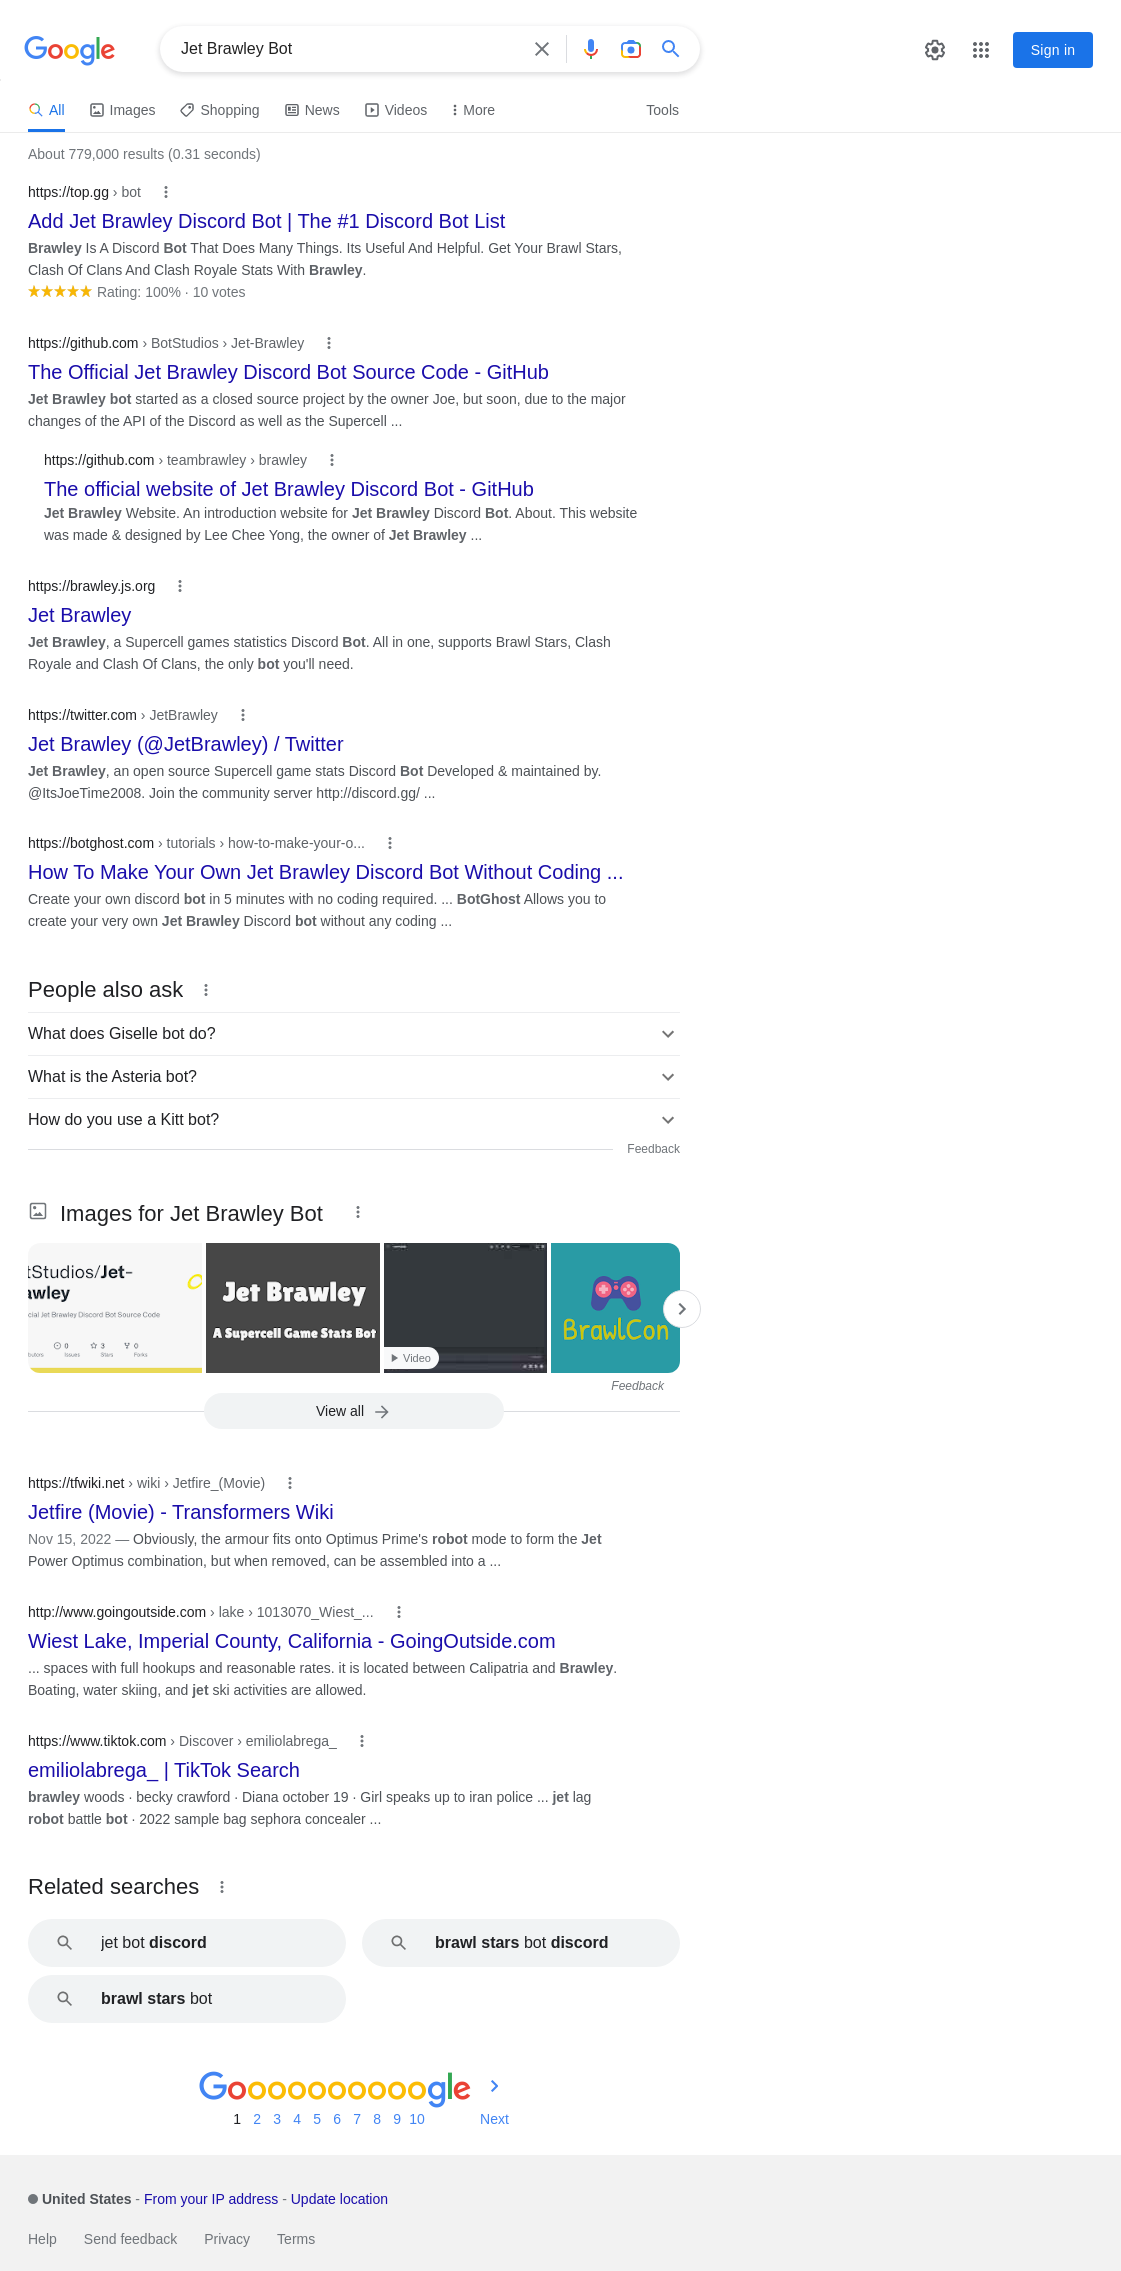 Google
Jet Brawley Bot
Sign in
All Images Shopping News Videos More Tools
About 779,000 results (0.31 seconds)
https://top.gg › bot
Add Jet Brawley Discord Bot | The #1 Discord Bot List
Brawley Is A Discord Bot That Does Many Things. Its Useful And Helpful. Get Your Brawl Stars,
Clash Of Clans And Clash Royale Stats With Brawley.
Rating: 100% · 10 votes
https://github.com › BotStudios › Jet-Brawley
The Official Jet Brawley Discord Bot Source Code - GitHub
Jet Brawley bot started as a closed source project by the owner Joe, but soon, due to the major
changes of the API of the Discord as well as the Supercell ...
https://github.com › teambrawley › brawley
The official website of Jet Brawley Discord Bot - GitHub
Jet Brawley Website. An introduction website for Jet Brawley Discord Bot. About. This website
was made & designed by Lee Chee Yong, the owner of Jet Brawley ...
https://brawley.js.org
Jet Brawley
Jet Brawley, a Supercell games statistics Discord Bot. All in one, supports Brawl Stars, Clash
Royale and Clash Of Clans, the only bot you'll need.
https://twitter.com › JetBrawley
Jet Brawley (@JetBrawley) / Twitter
Jet Brawley, an open source Supercell game stats Discord Bot Developed & maintained by.
@ItsJoeTime2008. Join the community server http://discord.gg/ ...
https://botghost.com › tutorials › how-to-make-your-o...
How To Make Your Own Jet Brawley Discord Bot Without Coding ...
Create your own discord bot in 5 minutes with no coding required. ... BotGhost Allows you to
create your very own Jet Brawley Discord bot without any coding ...
People also ask
What does Giselle bot do?
What is the Asteria bot?
How do you use a Kitt bot?
Feedback
Images for Jet Brawley Bot
tStudios/Jet-
awley
cial Jet Brawley Discord Bot Source Code
0 3 0
butors Issues Stars Forks
Jet Brawley
A Supercell Game Stats Bot
Video
BrawlCon
Feedback
View all
https://tfwiki.net › wiki › Jetfire_(Movie)
Jetfire (Movie) - Transformers Wiki
Nov 15, 2022 — Obviously, the armour fits onto Optimus Prime's robot mode to form the Jet
Power Optimus combination, but when removed, can be assembled into a ...
http://www.goingoutside.com › lake › 1013070_Wiest_...
Wiest Lake, Imperial County, California - GoingOutside.com
... spaces with full hookups and reasonable rates. it is located between Calipatria and Brawley.
Boating, water skiing, and jet ski activities are allowed.
https://www.tiktok.com › Discover › emiliolabrega_
emiliolabrega_ | TikTok Search
brawley woods · becky crawford · Diana october 19 · Girl speaks up to iran police ... jet lag
robot battle bot · 2022 sample bag sephora concealer ...
Related searches
jet bot discord
brawl stars bot discord
brawl stars bot
Goooooooooogle
1 2 3 4 5 6 7 8 9 10 Next
United States - From your IP address - Update location
Help Send feedback Privacy Terms